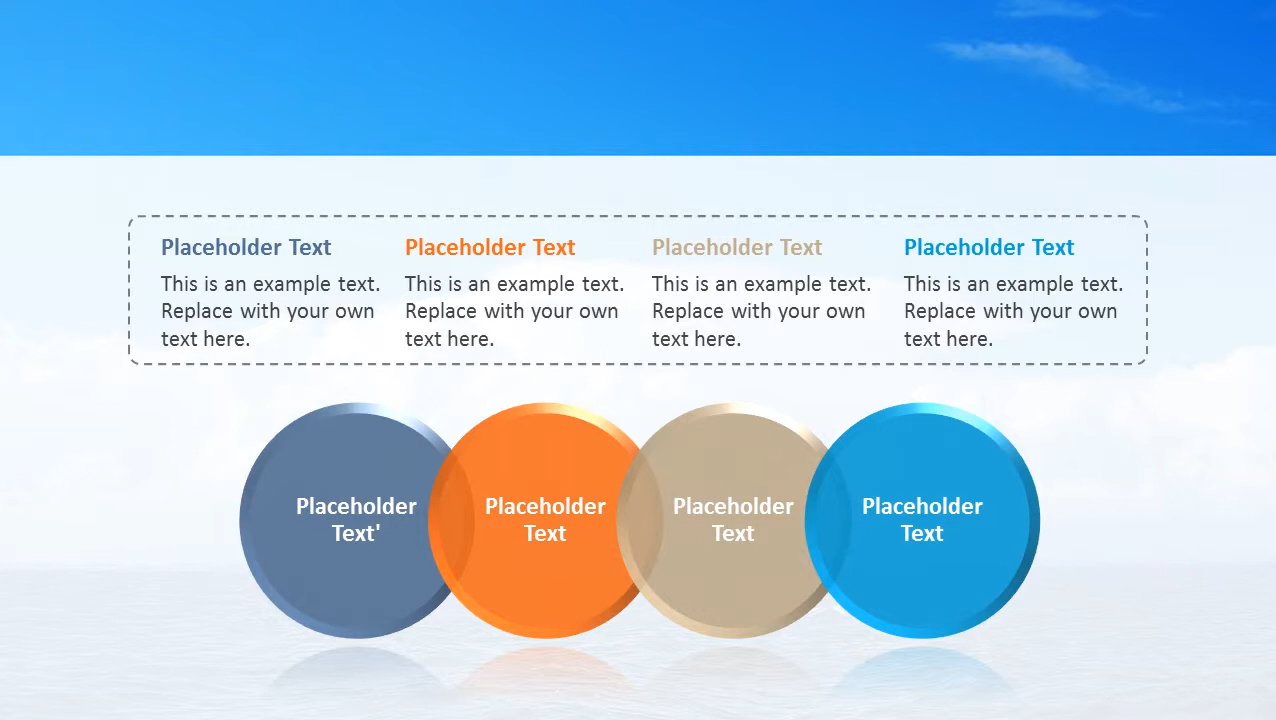 Placeholder Text
This is an example text.
Replace with your own
text here.
Placeholder Text
This is an example text.
Replace with your own
text here.
Placeholder Text
This is an example text.
Replace with your own
text here.
Placeholder Text
This is an example text.
Replace with your own
text here.
Placeholder
Text'
Placeholder
Text
Placeholder
Text
Placeholder
Text